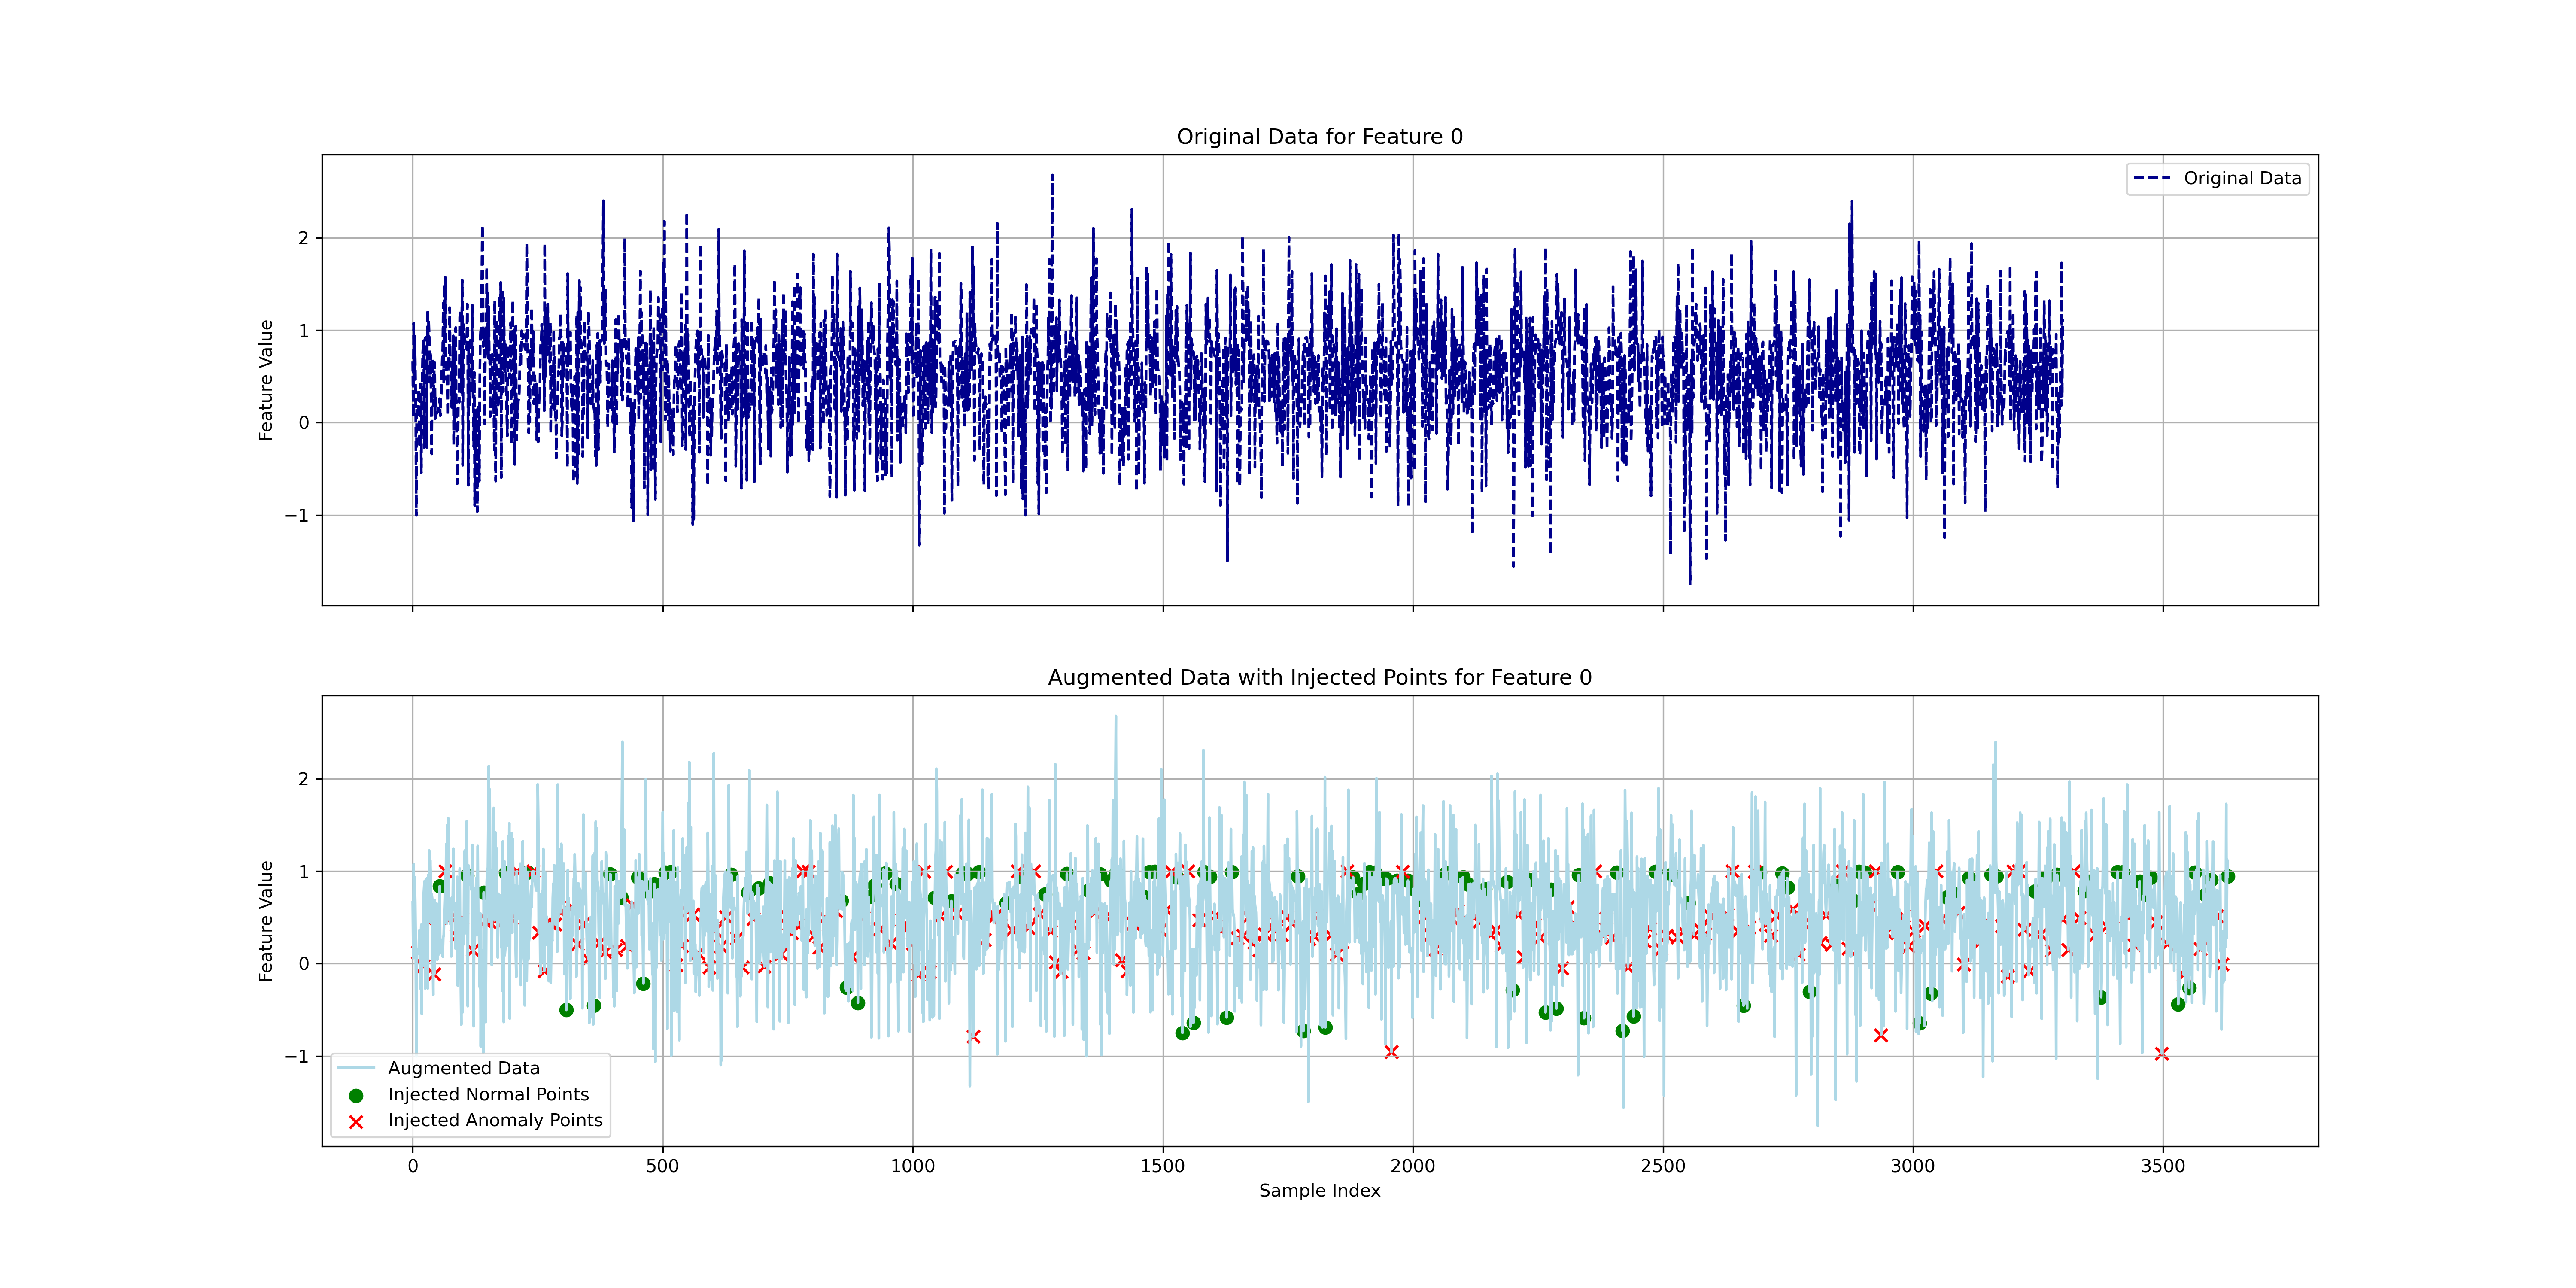 Original Data for Feature 0
Original Data
2
1
0
−1
Feature Value
Augmented Data with Injected Points for Feature 0
2
1
0
−1
Feature Value
Augmented Data
Injected Normal Points
Injected Anomaly Points
0 500 1000 1500 2000 2500 3000 3500
Sample Index